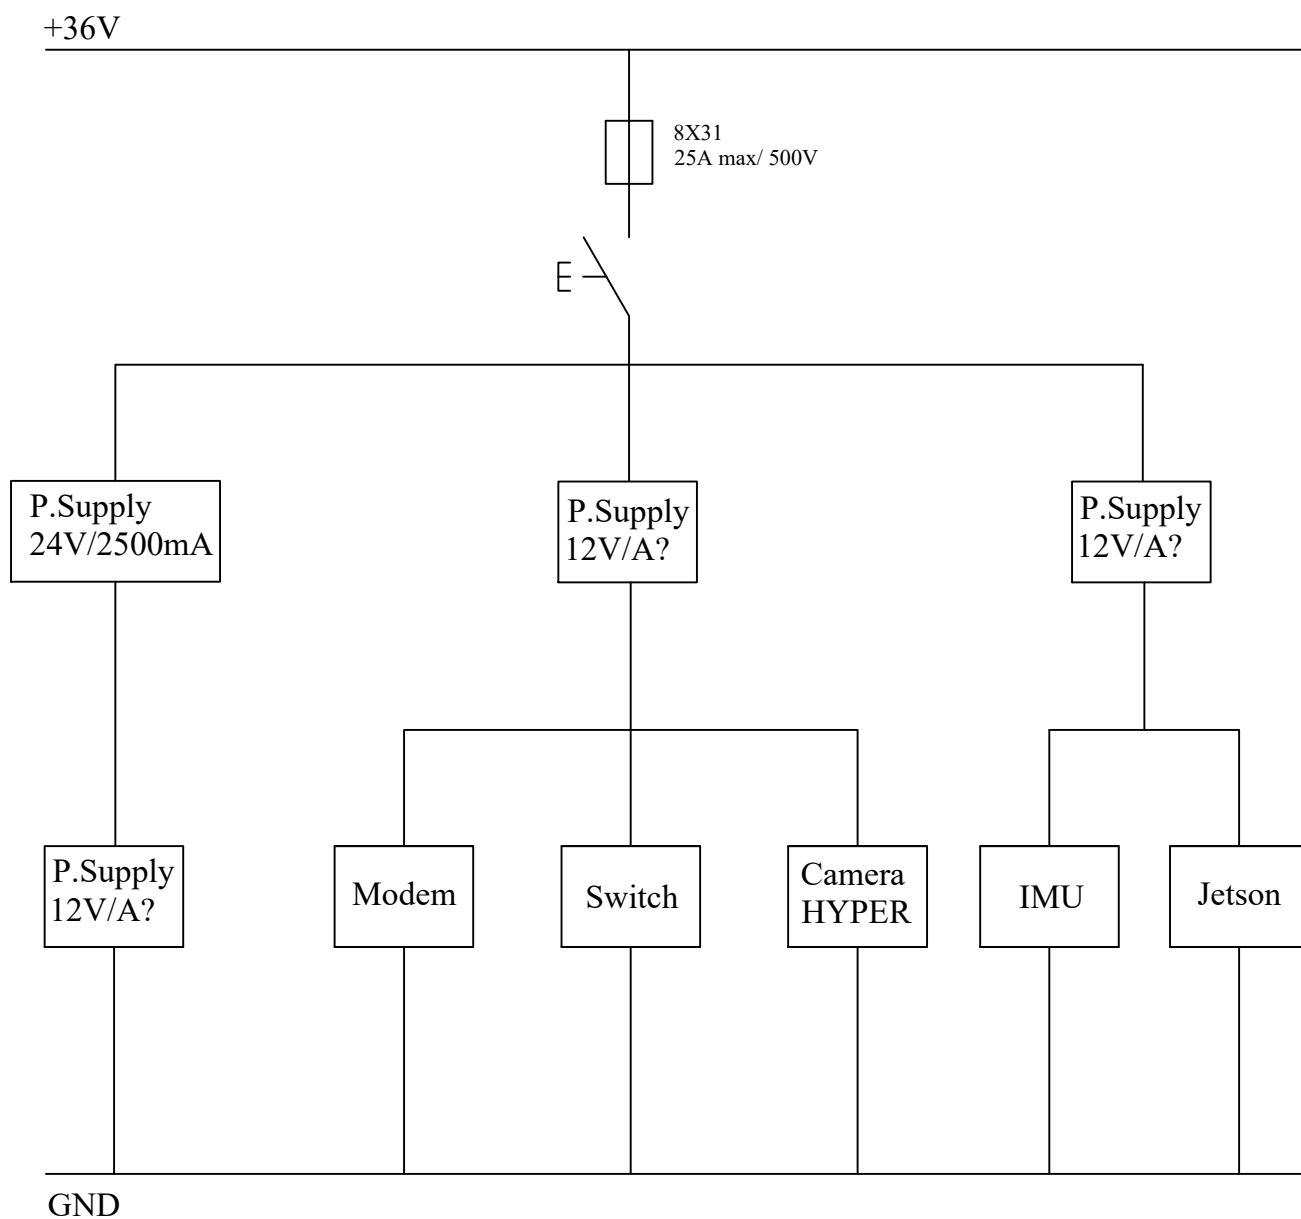 +36V
8X31
25A max/ 500V
P.Supply
24V/2500mA
P.Supply
12V/A?
P.Supply
12V/A?
P.Supply
12V/A?
Modem
Switch
Camera
HYPER
IMU
Jetson
GND